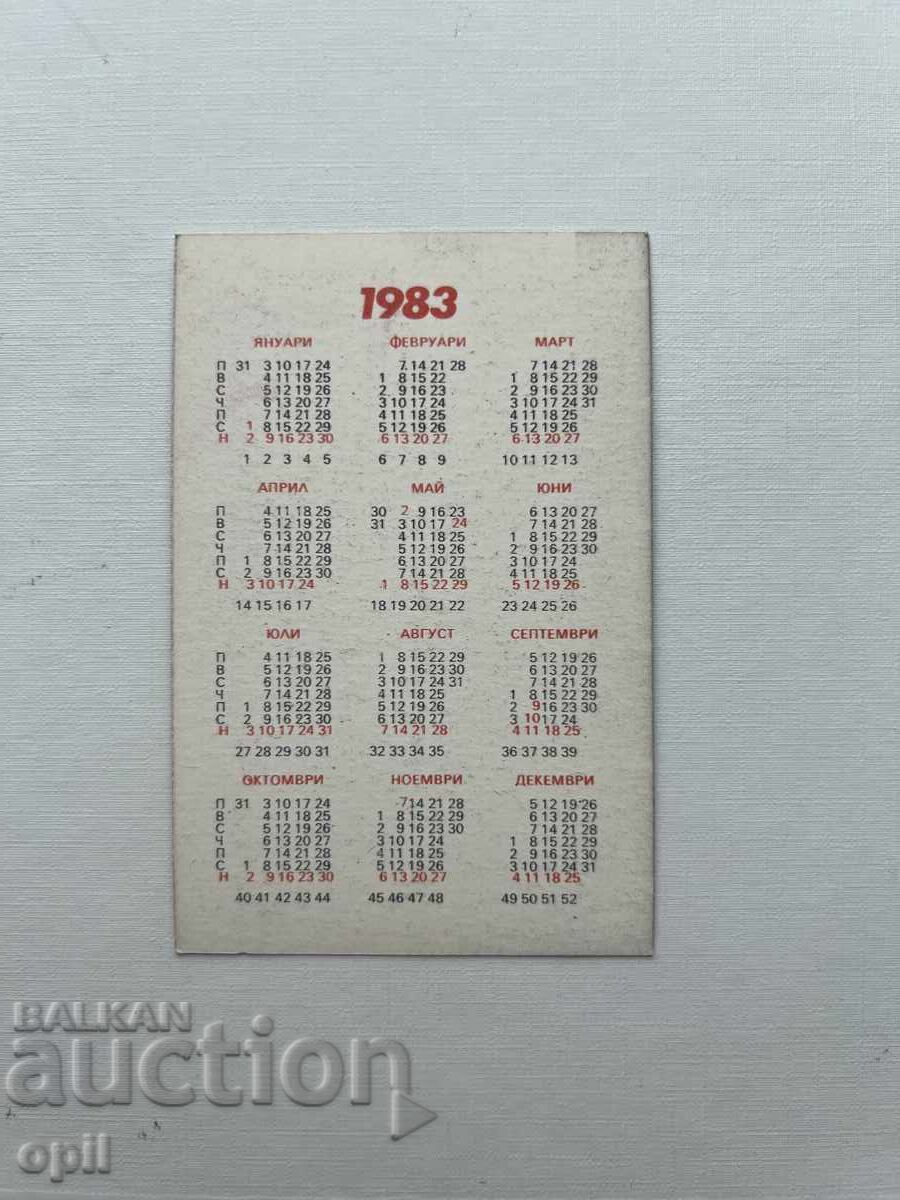 1983
ЯНУАРИ ФЕВРУАРИ МАРТ
П 31 3 10 17 24 7 14 21 28 7 14 21 28
В 4 11 18 25 1 8 15 22 1 8 15 22 29
С 5 12 19 26 2 9 16 23 2 9 16 23 30
Ч 6 13 20 27 3 10 17 24 3 10 17 24 31
П 7 14 21 28 4 11 18 25 4 11 18 25
С 1 8 15 22 29 5 12 19 26 5 12 19 26
Н 2 9 16 23 30 6 13 20 27 6 13 20 27
1 2 3 4 5 6 7 8 9 10 11 12 13
АПРИЛ МАЙ ЮНИ
П 4 11 18 25 30 2 9 16 23 6 13 20 27
В 5 12 19 26 31 3 10 17 24 7 14 21 28
С 6 13 20 27 4 11 18 25 1 8 15 22 29
Ч 7 14 21 28 5 12 19 26 2 9 16 23 30
П 1 8 15 22 29 6 13 20 27 3 10 17 24
С 2 9 16 23 30 7 14 21 28 4 11 18 25
Н 3 10 17 24 1 8 15 22 29 5 12 19 26
14 15 16 17 18 19 20 21 22 23 24 25 26
ЮЛИ АВГУСТ СЕПТЕМВРИ
П 4 11 18 25 1 8 15 22 29 5 12 19 26
В 5 12 19 26 2 9 16 23 30 6 13 20 27
С 6 13 20 27 3 10 17 24 31 7 14 21 28
Ч 7 14 21 28 4 11 18 25 1 8 15 22 29
П 1 8 15 22 29 5 12 19 26 2 9 16 23 30
С 2 9 16 23 30 6 13 20 27 3 10 17 24
Н 3 10 17 24 31 7 14 21 28 4 11 18 25
27 28 29 30 31 32 33 34 35 36 37 38 39
ОКТОМВРИ НОЕМВРИ ДЕКЕМВРИ
П 31 3 10 17 24 7 14 21 28 5 12 19 26
В 4 11 18 25 1 8 15 22 29 6 13 20 27
С 5 12 19 26 2 9 16 23 30 7 14 21 28
Ч 6 13 20 27 3 10 17 24 1 8 15 22 29
П 7 14 21 28 4 11 18 25 2 9 16 23 30
С 1 8 15 22 29 5 12 19 26 3 10 17 24 31
Н 2 9 16 23 30 6 13 20 27 4 11 18 25
40 41 42 43 44 45 46 47 48 49 50 51 52
BALKAN
auction
opil